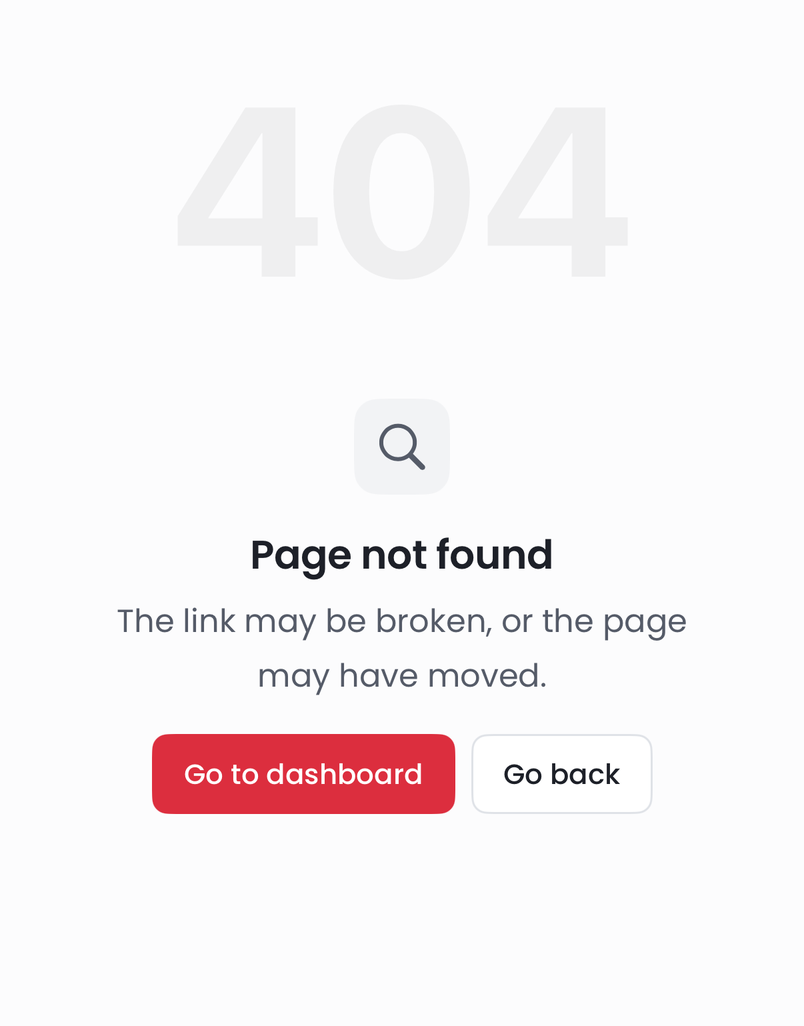 404
Page not found
The link may be broken, or the page
may have moved.
Go to dashboard
Go back